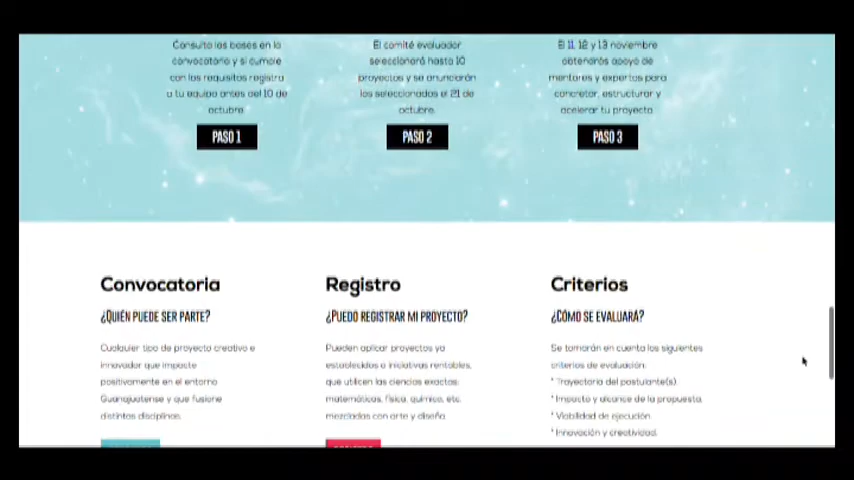 Consulta las bases en la
convocatoria y si cumple
con los requisitos registra
a tu equipo antes del 10 de
octubre.
PASO 1
El comité evaluador
seleccionará hasta 10
proyectos y se anunciarán
los seleccionados el 21 de
octubre.
PASO 2
El 11, 12 y 13 noviembre
obtendrás apoyo de
mentores y expertos para
concretar, estructurar y
acelerar tu proyecto.
PASO 3
Convocatoria
¿QUIÉN PUEDE SER PARTE?
Cualquier tipo de proyecto creativo e
innovador que impacte
positivamente en el entorno
Guanajuatense y que fusione
distintas disciplinas.
Registro
¿PUEDO REGISTRAR MI PROYECTO?
Pueden aplicar proyectos ya
establecidos o iniciativas rentables,
que utilicen las ciencias exactas:
matemáticas, física, química, etc.
mezcladas con arte y diseño.
Criterios
¿CÓMO SE EVALUARÁ?
Se tomarán en cuenta los siguientes
criterios de evaluación:
* Trayectoria del postulante(s).
* Impacto y alcance de la propuesta.
* Viabilidad de ejecución.
* Innovación y creatividad.